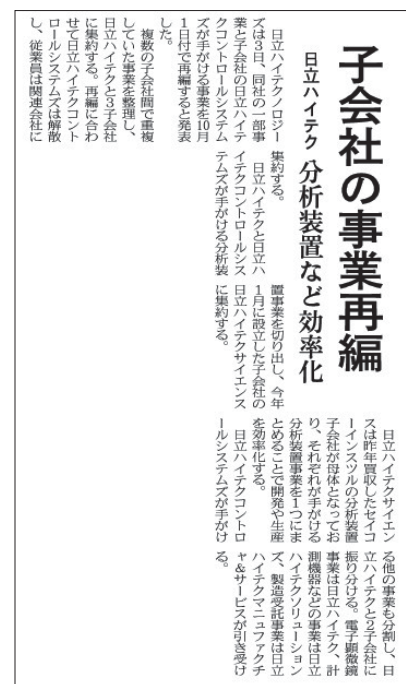 子会社の事業再編
日立ハイテク 分析装置など効率化
日立ハイテクノロジー
ズは3日、同社の一部事
業と子会社の日立ハイテ
クコントロールシステム
ズが手がける事業を10月
1日付で再編すると発表
した。
複数の子会社間で重複
していた事業を整理し、
日立ハイテクと3子会社
に集約する。再編に合わ
せて日立ハイテクコント
ロールシステムズは解散
し、従業員は関連会社に
集約する。
日立ハイテクと日立ハ
イテクコントロールシス
テムズが手がける分析装
置事業を切り出し、今年
1月に設立した子会社の
日立ハイテクサイエンス
に集約する。
日立ハイテクサイエン
スは昨年買収したセイコ
ーインスツルの分析装置
子会社が母体となってお
り、それぞれが手がける
分析装置事業を1つにま
とめることで開発や生産
を効率化する。
日立ハイテクコントロ
ールシステムズが手がけ
る他の事業も分割し、日
立ハイテクと2子会社に
振り分ける。電子顕微鏡
事業は日立ハイテク、計
測機器などの事業は日立
ハイテクソリューション
ズ、製造受託事業は日立
ハイテクマニュファクチ
ャ&サービスが引き受け
る。